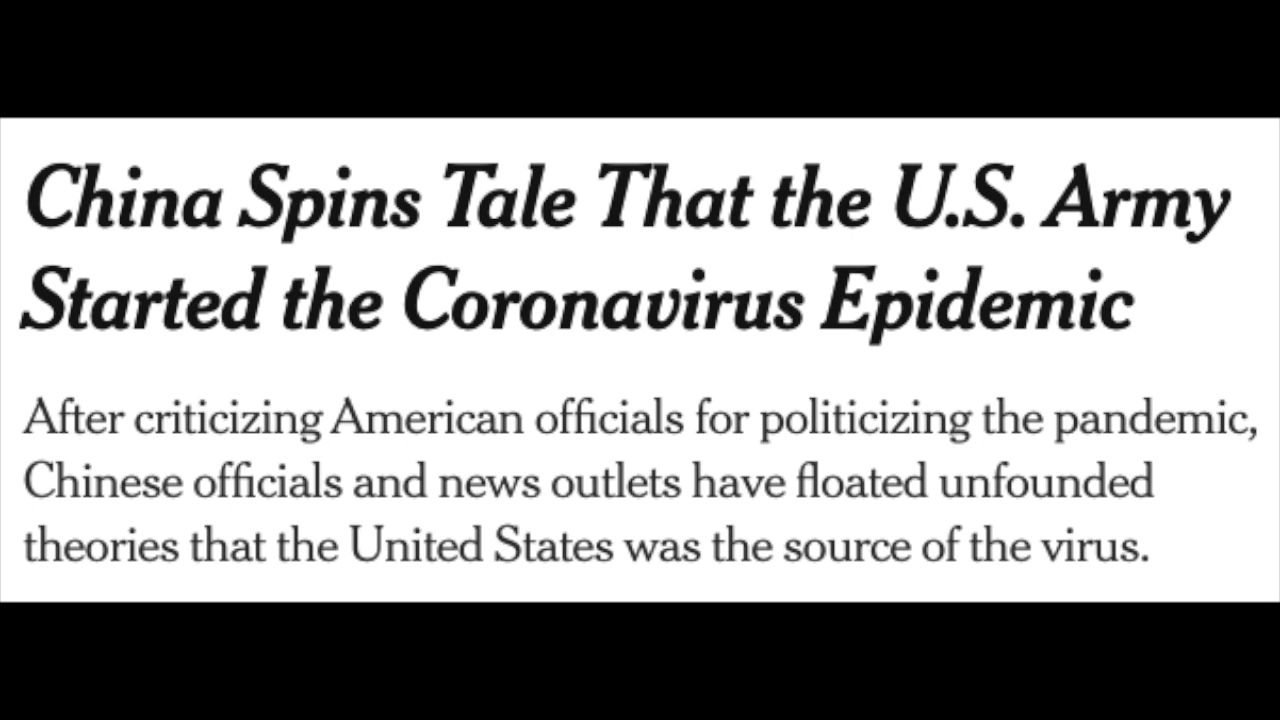 China Spins Tale That the U.S. Army
Started the Coronavirus Epidemic
After criticizing American officials for politicizing the pandemic,
Chinese officials and news outlets have floated unfounded
theories that the United States was the source of the virus.